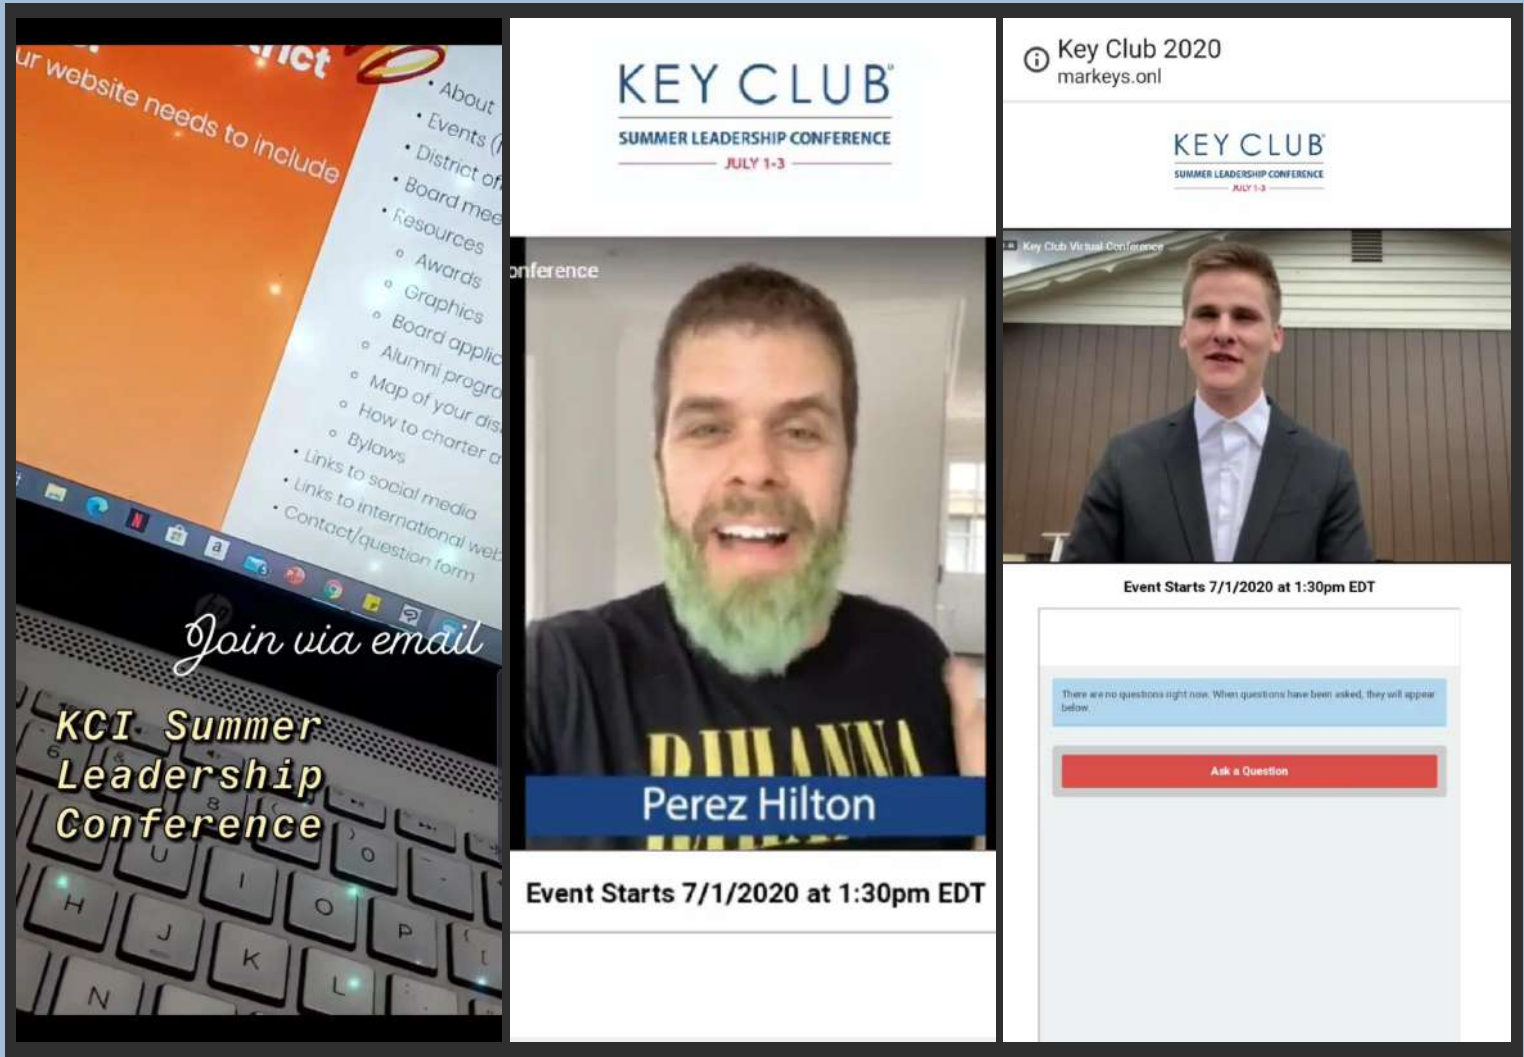 rict
ur website needs to include
• About
• Events (
• District of
• Board mee
• Resources
o Awards
o Graphics
o Board applic
o Alumni progra
o Map of your dis
o How to charter a
o Bylaws
• Links to social media
• Links to international web
• Contact/question form
Join via email
KCI Summer
Leadership
Conference
6
&
8
U
I
O
O
P
H
J
K
L
N
KEY CLUB
SUMMER LEADERSHIP CONFERENCE
JULY 1-3
onference
RIHANNA
Perez Hilton
Event Starts 7/1/2020 at 1:30pm EDT
Key Club 2020
markeys.onl
KEY CLUB
SUMMER LEADERSHIP CONFERENCE
JULY 1-3
Key Club Virtual Conference
Event Starts 7/1/2020 at 1:30pm EDT
There are no questions right now. When questions have been asked, they will appear
below.
Ask a Question